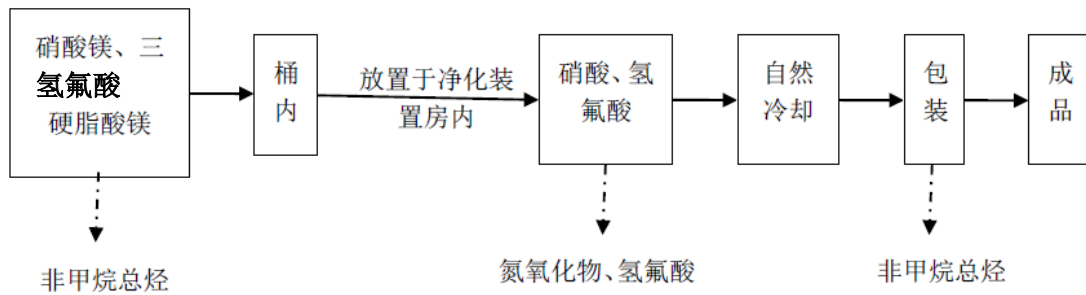 硝酸镁、三
氢氟酸
硬脂酸镁
桶
内
放置于净化装
置房内
硝酸、氢
氟酸
自然
冷却
包
装
成
品
非甲烷总烃
氮氧化物、氢氟酸
非甲烷总烃